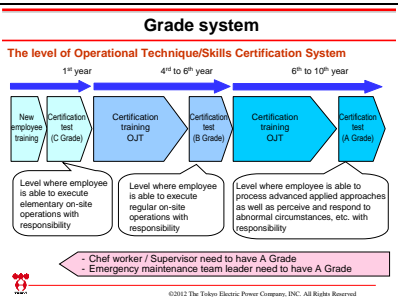 Grade system
The level of Operational Technique/Skills Certification System
1st year
4rd to 6th year
6th to 10th year
New
employee
training
Certification
test
(C Grade)
Certification
training
OJT
Certification
test
(B Grade)
Certification
training
OJT
Certification
test
(A Grade)
Level where employee
is able to execute
elementary on-site
operations with
responsibility
Level where employee
is able to execute
regular on-site
operations with
responsibility
Level where employee is able to
process advanced applied approaches
as well as perceive and respond to
abnormal circumstances, etc. with
responsibility
- Chef worker / Supervisor need to have A Grade
- Emergency maintenance team leader need to have A Grade
TEPCO
©2012 The Tokyo Electric Power Company, INC. All Rights Reserved